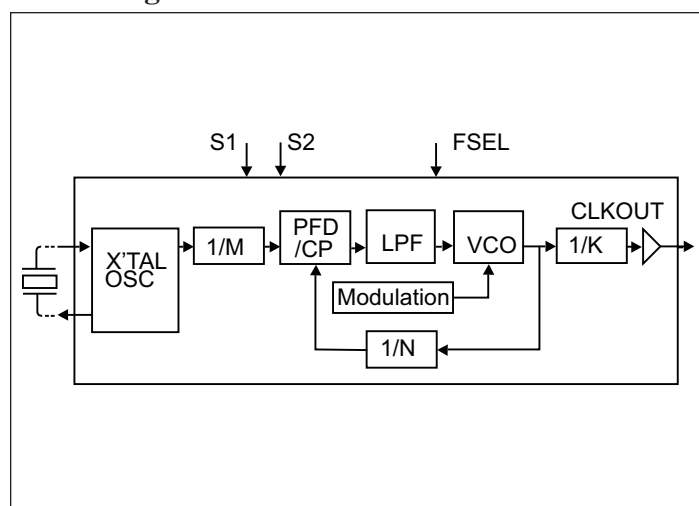 S1
S2
FSEL
CLKOUT
X'TAL
OSC
1/M
PFD
/CP
LPF
VCO
1/K
Modulation
1/N